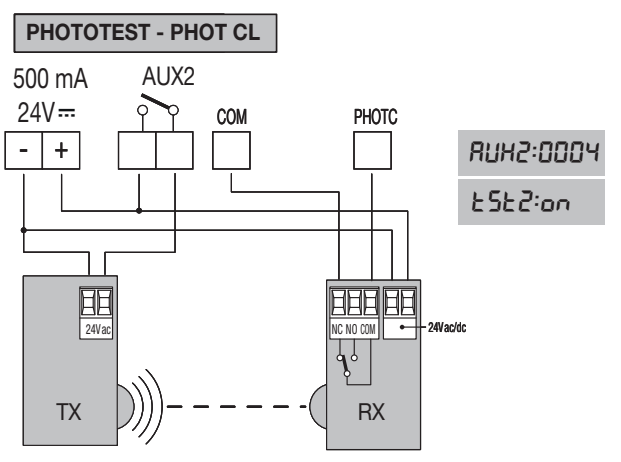 PHOTOTEST - PHOT CL
500 mA
AUX2
24V⎓
COM
PHOTC
- +
AUX2:0004
tSt2:on
24Vac
NC NO COM
24Vac/dc
TX
RX